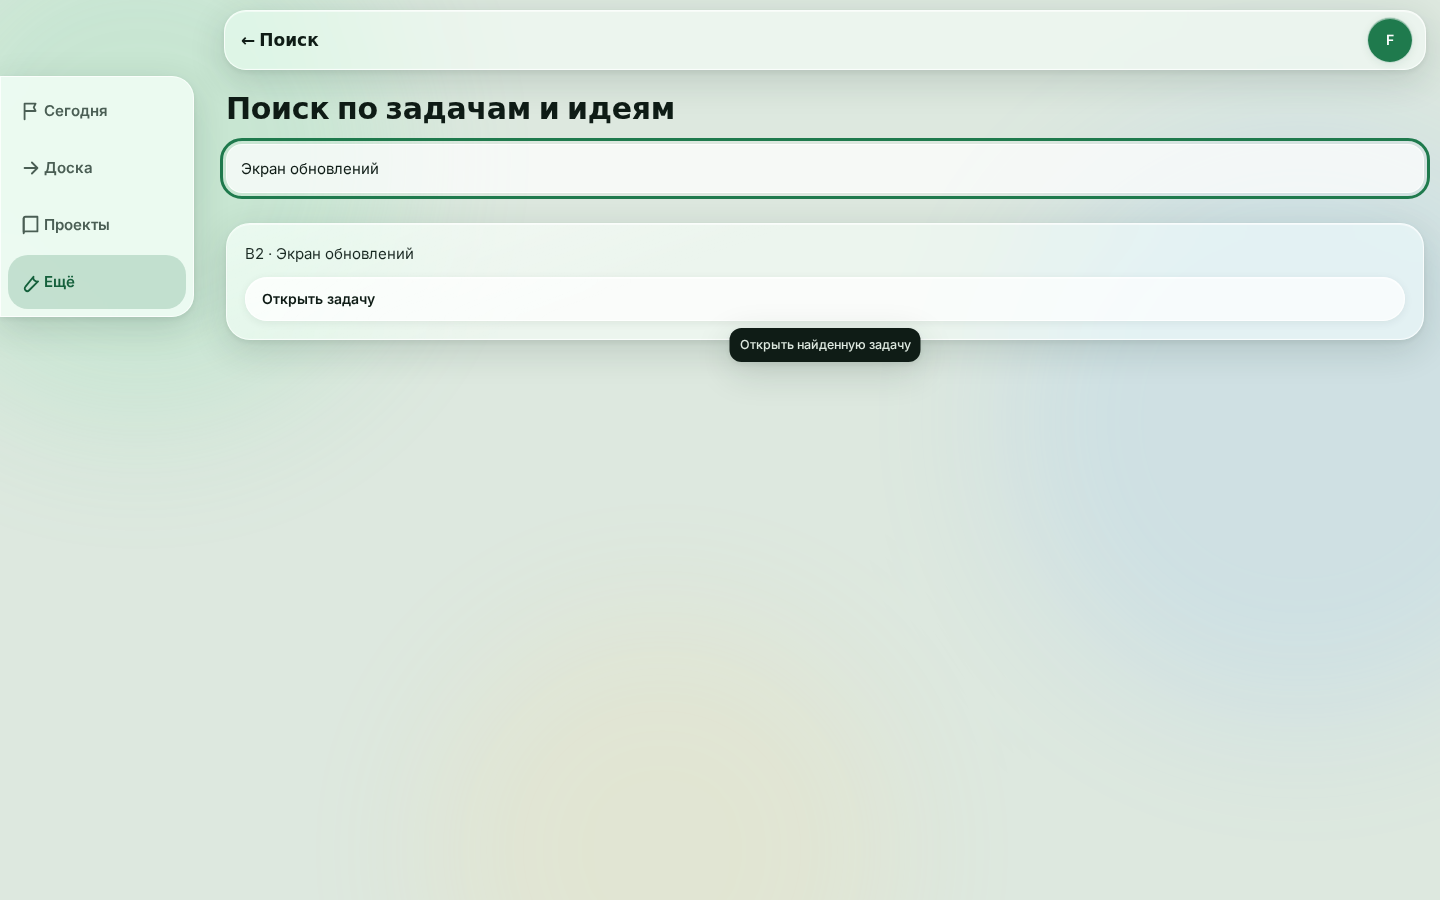 ← Поиск
F
Сегодня
Доска
Проекты
Ещё
Поиск по задачам и идеям
Экран обновлений
B2 · Экран обновлений
Открыть задачу
Открыть найденную задачу